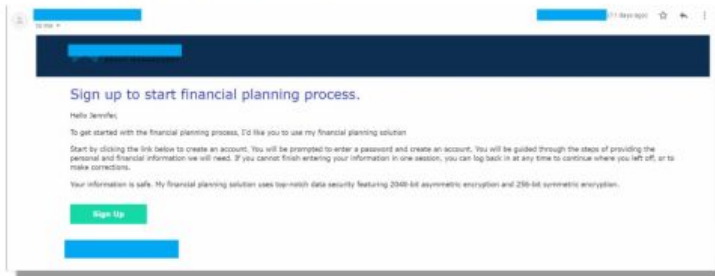 to me
(11 days ago)
Sign up to start financial planning process.
Hello Jennifer,
To get started with the financial planning process, I'd like you to use my financial planning solution
Start by clicking the link below to create an account. You will be prompted to enter a password and create an account. You will be guided through the steps of providing the
personal and financial information we will need. If you cannot finish entering your information in one session, you can log back in at any time to continue where you left off, or to
make corrections.
Your information is safe. My financial planning solution uses top-notch data security featuring 2048-bit asymmetric encryption and 256-bit symmetric encryption.
Sign Up